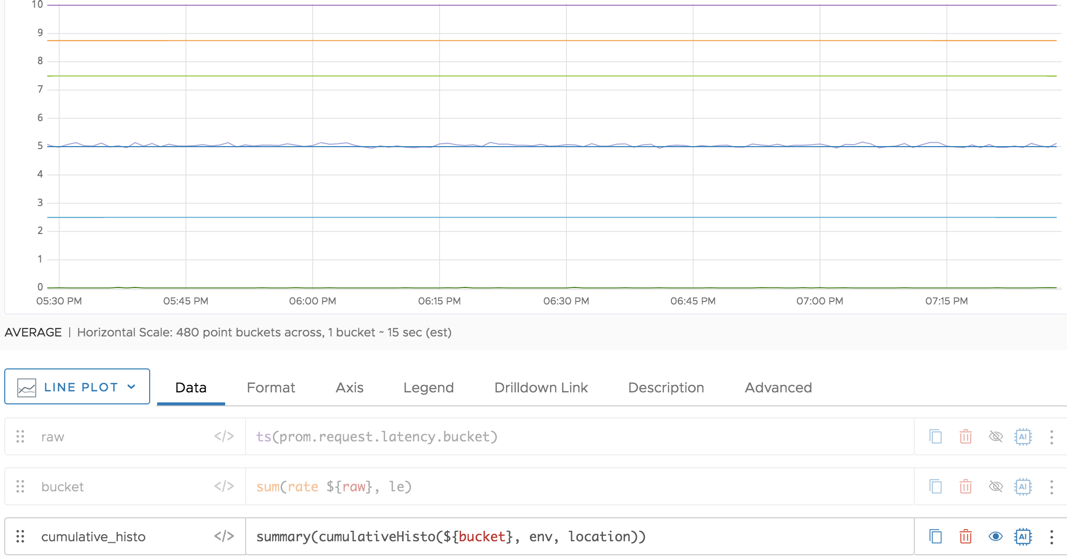 10
9
8
7
6
5
4
3
2
1
0
05:30 PM 05:45 PM 06:00 PM 06:15 PM 06:30 PM 06:45 PM 07:00 PM 07:15 PM
AVERAGE | Horizontal Scale: 480 point buckets across, 1 bucket ~ 15 sec (est)
LINE PLOT Data Format Axis Legend Drilldown Link Description Advanced
raw </> ts(prom.request.latency.bucket) AI
bucket </> sum(rate ${raw}, le) AI
cumulative_histo </> summary(cumulativeHisto(${bucket}, env, location)) AI